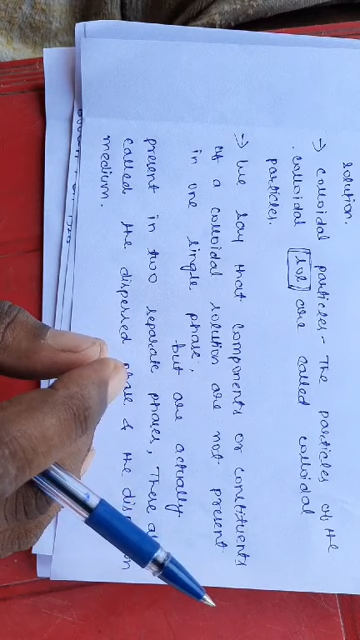 solution.
→ Colloidal particles - The particles of the
colloidal sol are called colloidal
particles.
→ We say that components or constituents
of a colloidal solution are not present
in one single phase, but are actually
present in two separate phases, These
called the dispersed phase & the
medium.